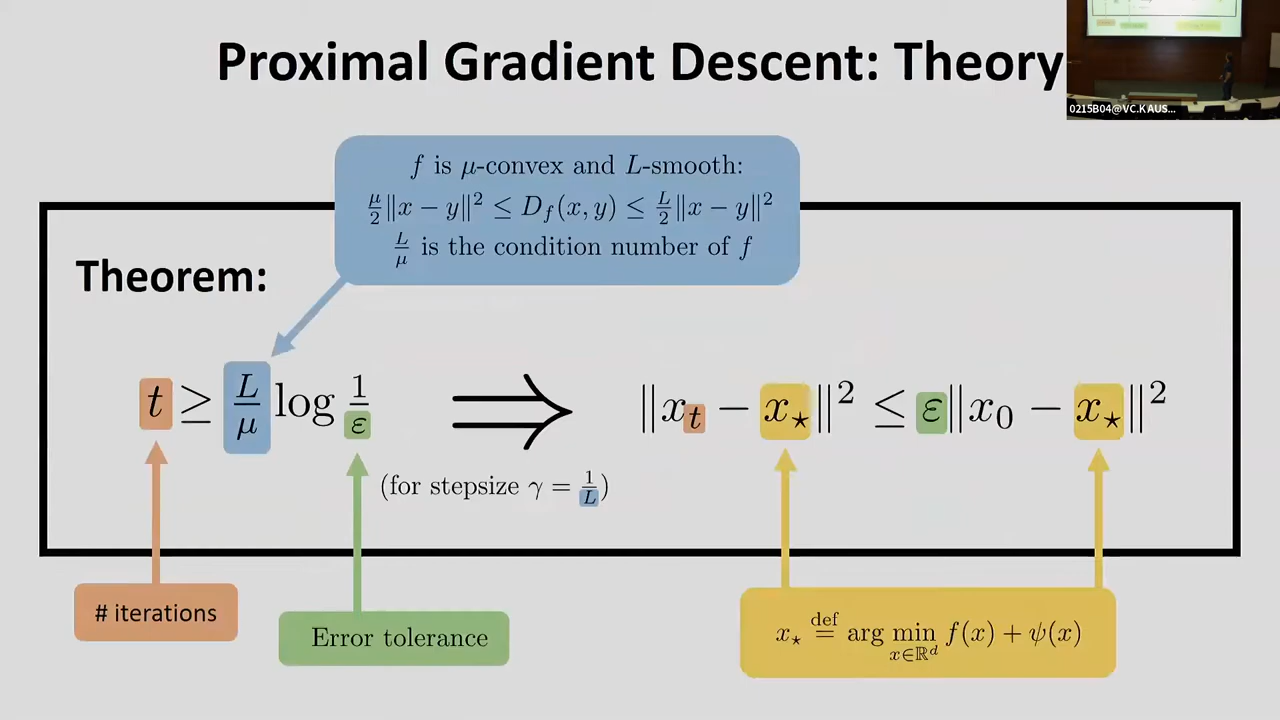 Proximal Gradient Descent: Theory
0215B04@VC.KAUS...
f is μ-convex and L-smooth:
μ/2 ‖x − y‖² ≤ D_f(x, y) ≤ L/2 ‖x − y‖²
L/μ is the condition number of f
Theorem:
t ≥ L/μ log 1/ε ⟹ ‖x_t − x_⋆‖² ≤ ε‖x_0 − x_⋆‖²
(for stepsize γ = 1/L)
# iterations
Error tolerance
x_⋆ def= arg min_{x∈ℝ^d} f(x) + ψ(x)